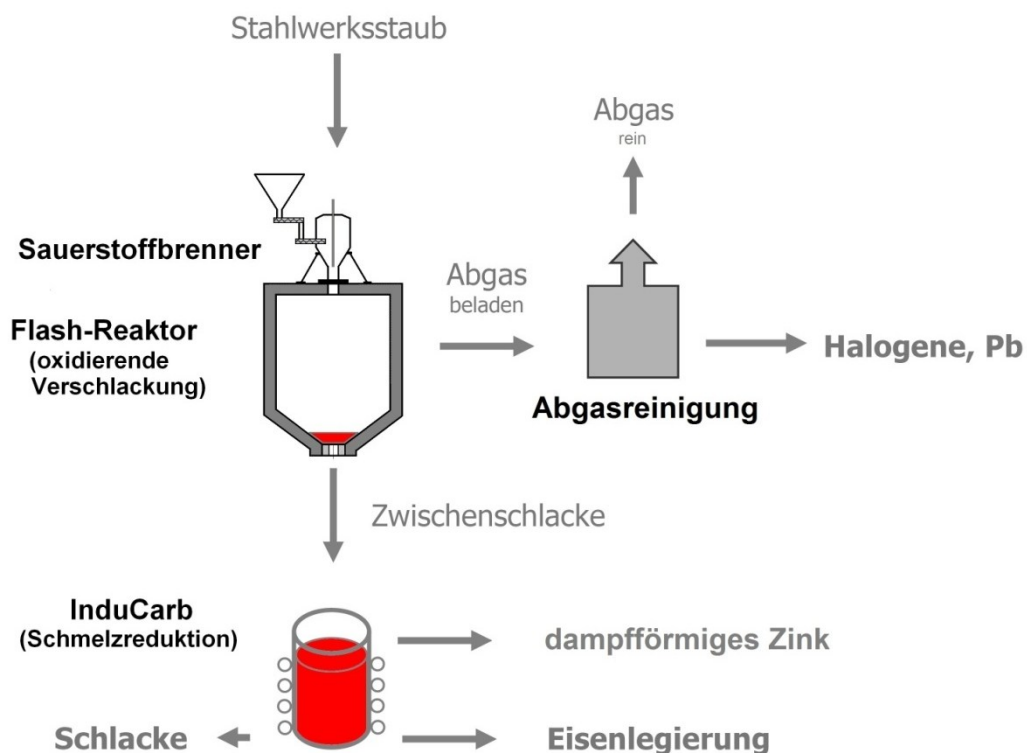 Stahlwerksstaub
Abgas
rein
Sauerstoffbrenner
Abgas
beladen
Flash-Reaktor
(oxidierende
Verschlackung)
Halogene, Pb
Abgasreinigung
Zwischenschlacke
InduCarb
(Schmelzreduktion)
dampfförmiges Zink
Schlacke
Eisenlegierung